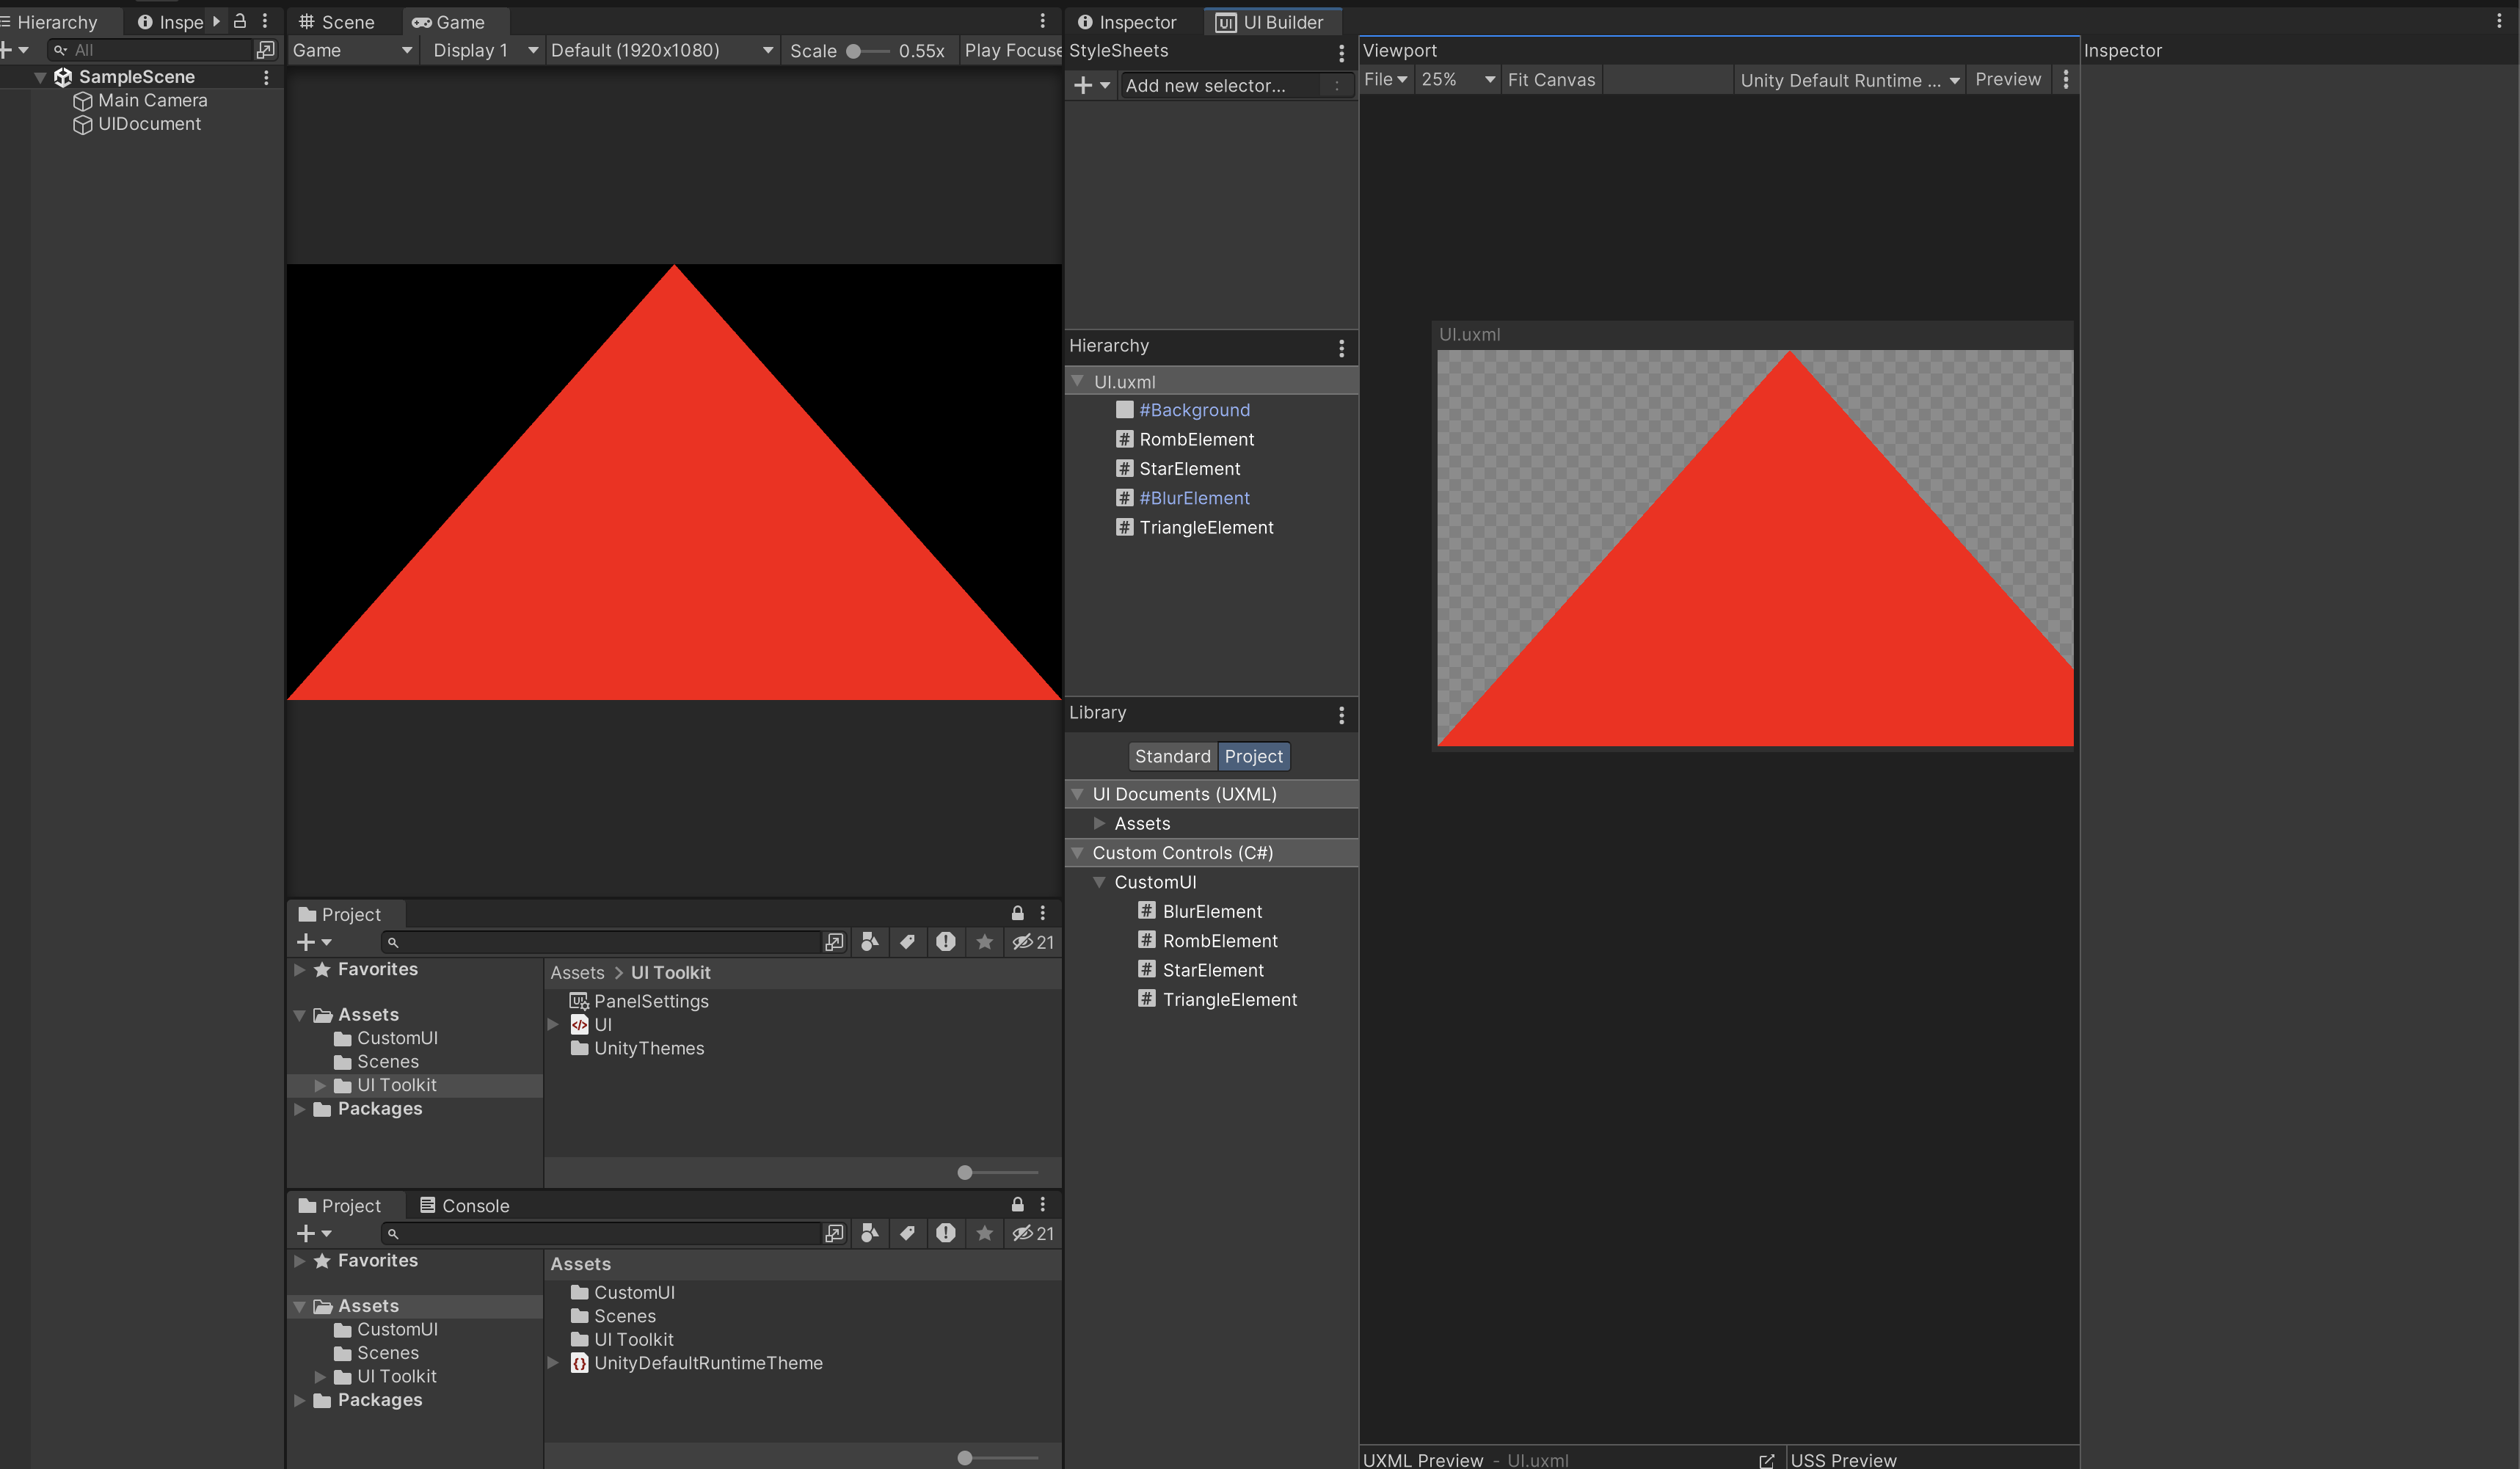 Hierarchy
Inspe
All
SampleScene
Main Camera
UIDocument
Scene
Game
Game
Display 1
Default (1920x1080)
Scale
0.55x
Play Focuse
Project
21
Favorites
Assets
CustomUI
Scenes
UI Toolkit
Packages
Assets > UI Toolkit
PanelSettings
UI
UnityThemes
Project
Console
21
Favorites
Assets
CustomUI
Scenes
UI Toolkit
Packages
Assets
CustomUI
Scenes
UI Toolkit
UnityDefaultRuntimeTheme
Inspector
UI Builder
StyleSheets
Add new selector...
Hierarchy
UI.uxml
#Background
RombElement
StarElement
#BlurElement
TriangleElement
Library
Standard
Project
UI Documents (UXML)
Assets
Custom Controls (C#)
CustomUI
BlurElement
RombElement
StarElement
TriangleElement
Viewport
File
25%
Fit Canvas
Unity Default Runtime ...
Preview
UI.uxml
UXML Preview - UI.uxml
USS Preview
Inspector